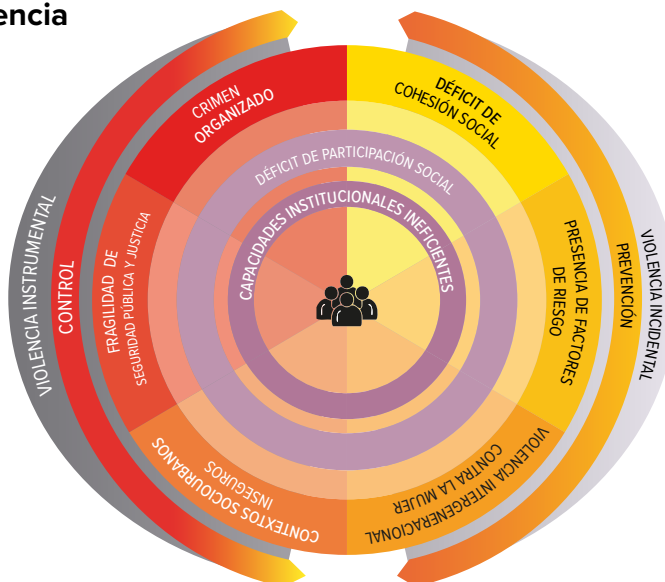 encia
CRIMEN
ORGANIZADO
DÉFICIT DE
COHESIÓN SOCIAL
DÉFICIT DE PARTICIPACIÓN SOCIAL
CAPACIDADES INSTITUCIONALES INEFICIENTES
VIOLENCIA INSTRUMENTAL
CONTROL
FRAGILIDAD DE
SEGURIDAD PÚBLICA Y JUSTICIA
PRESENCIA DE FACTORES
DE RIESGO
PREVENCIÓN
VIOLENCIA INCIDENTAL
CONTEXTOS SOCIOURBANOS
INSEGUROS
VIOLENCIA INTERGENERACIONAL
CONTRA LA MUJER